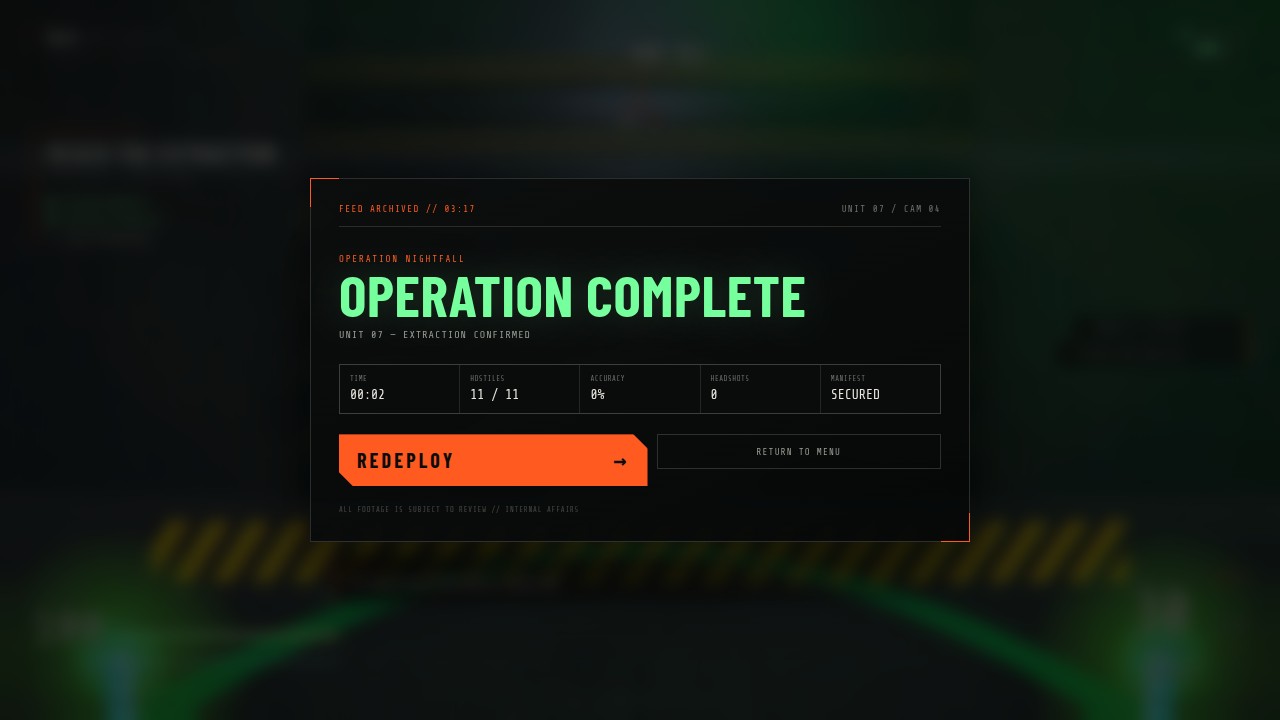 FEED ARCHIVED // 03:17
UNIT 07 / CAM 04
OPERATION NIGHTFALL
OPERATION COMPLETE
UNIT 07 — EXTRACTION CONFIRMED
TIME
00:02
HOSTILES
11 / 11
ACCURACY
0%
HEADSHOTS
0
MANIFEST
SECURED
REDEPLOY →
RETURN TO MENU
ALL FOOTAGE IS SUBJECT TO REVIEW // INTERNAL AFFAIRS